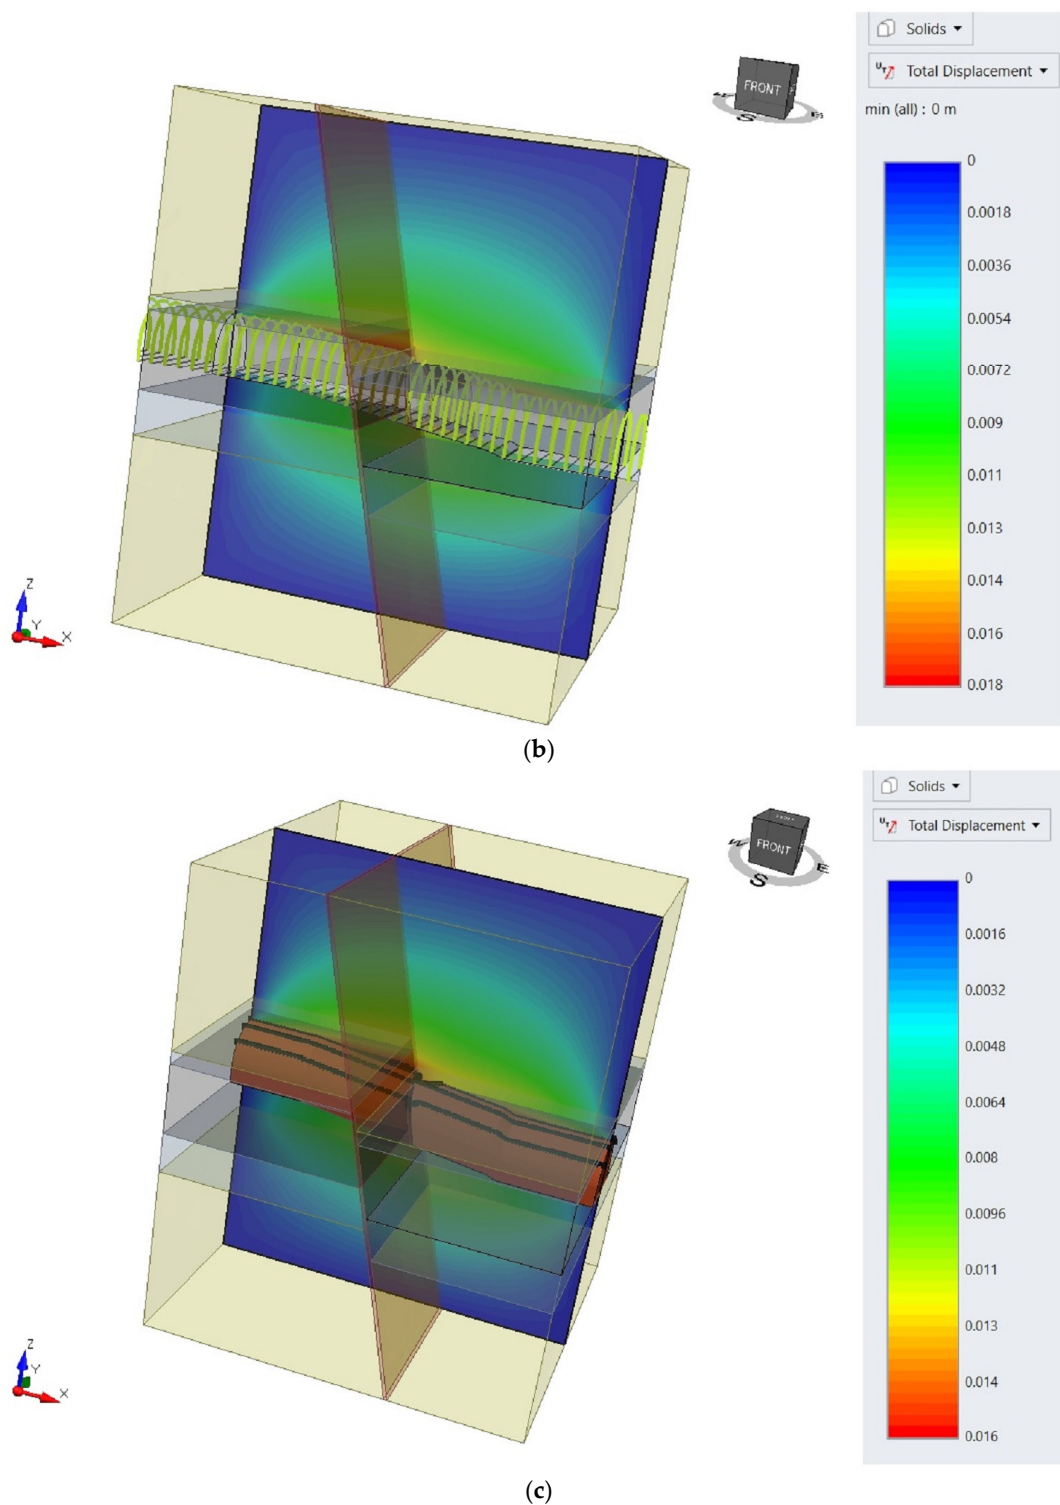 Solids
Total Displacement
min (all) : 0 m
FRONT
S
0
0.0018
0.0036
0.0054
0.0072
0.009
0.011
0.013
0.014
0.016
0.018
Z
Y
X
(b)
Solids
Total Displacement
FRONT
W
S
E
0
0.0016
0.0032
0.0048
0.0064
0.008
0.0096
0.011
0.013
0.014
0.016
Z
Y
X
(c)